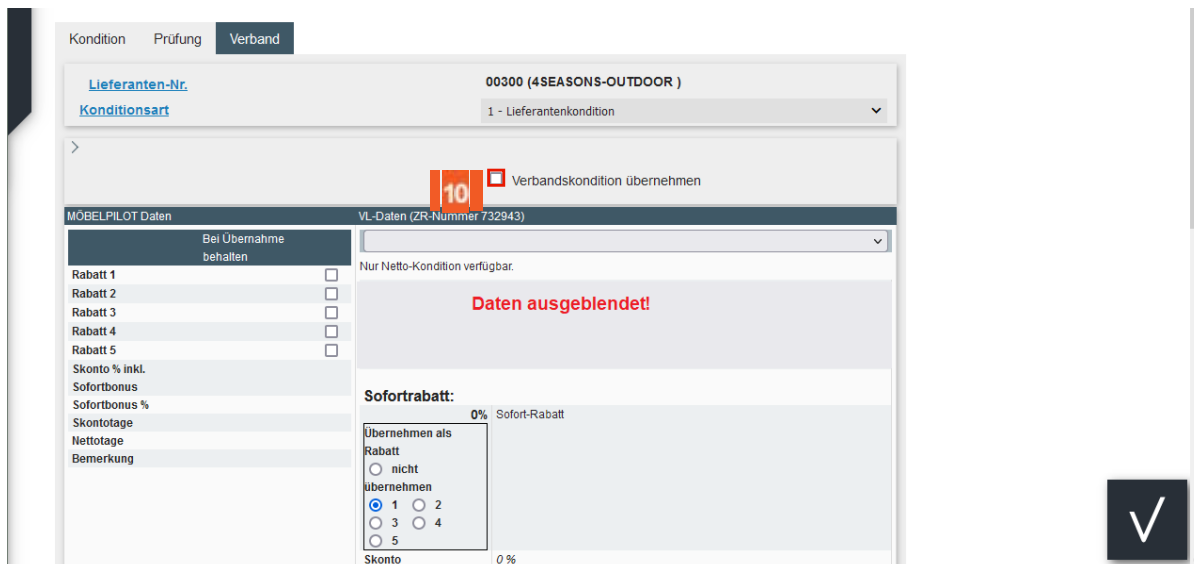 Kondition Prüfung Verband
Lieferanten-Nr. 00300 (4SEASONS-OUTDOOR )
Konditionsart 1 - Lieferantenkondition
10 Verbandskondition übernehmen
MÖBELPILOT Daten
VL-Daten (ZR-Nummer 732943)
Bei Übernahme
behalten
Rabatt 1
Rabatt 2
Rabatt 3
Rabatt 4
Rabatt 5
Skonto % inkl.
Sofortbonus
Sofortbonus %
Skontotage
Nettotage
Bemerkung
Nur Netto-Kondition verfügbar.
Daten ausgeblendet!
Sofortrabatt:
0% Sofort-Rabatt
Übernehmen als
Rabatt
nicht
übernehmen
1 2
3 4
5
Skonto 0 %